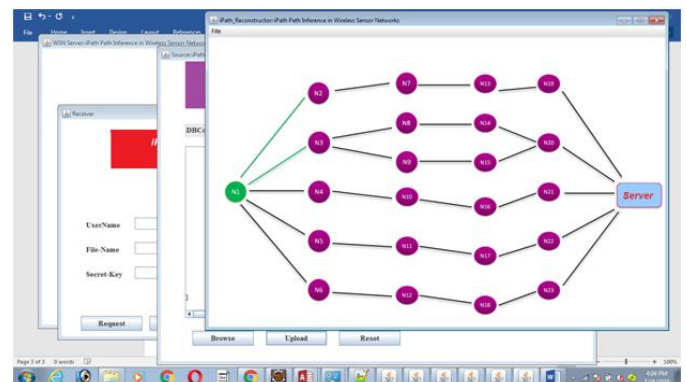 File Home Insert Design Layout References
WSN Server:iPath Path Inference in Wireless Sensor Networ
Source:iPath
iPath_Reconstructor:iPath Path Inference in Wireless Sensor Networks
File
Receiver
UserName
File-Name
Secret-Key
Request
Browse Upload Reset
N1
N2 N7 N13 N19
N3 N8 N14 N20
N9 N15
N4 N10 N16 N21
N5 N11 N17 N22
N6 N12 N18 N23
Server
Page 3 of 3 0 words
100%
4:04 PM